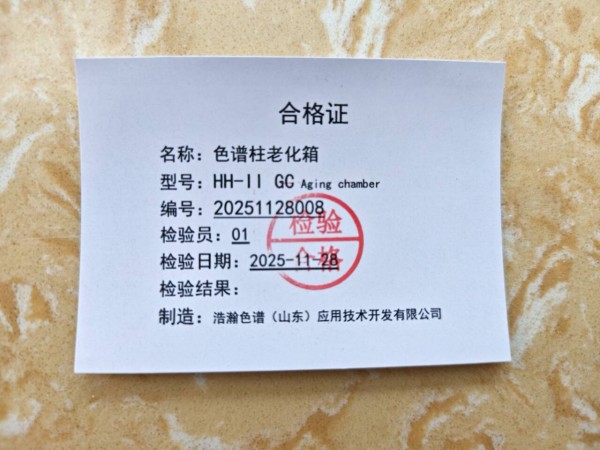 合格证
名称：色谱柱老化箱
型号：HH-II GC Aging chamber
编号：20251128008
检验员：01
检验日期：2025-11-28
检验结果：
制造：浩瀚色谱（山东）应用技术开发有限公司
检验
合格